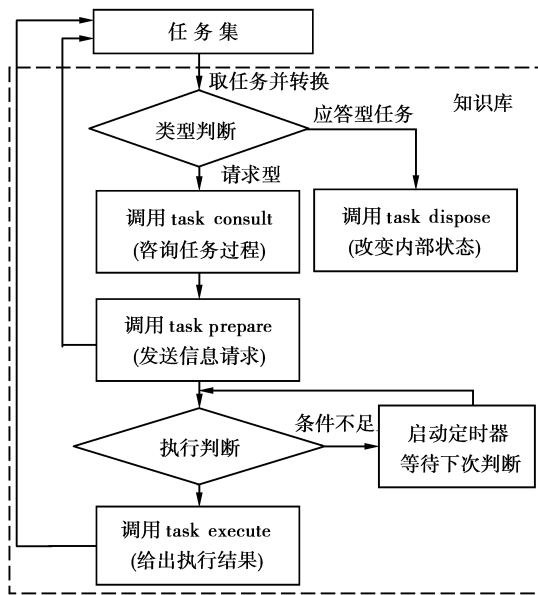 任务集
取任务并转换
知识库
类型判断
应答型任务
请求型
调用 task consult
(咨询任务过程)
调用 task dispose
(改变内部状态)
调用 task prepare
(发送信息请求)
执行判断
条件不足
启动定时器
等待下次判断
调用 task execute
(给出执行结果)